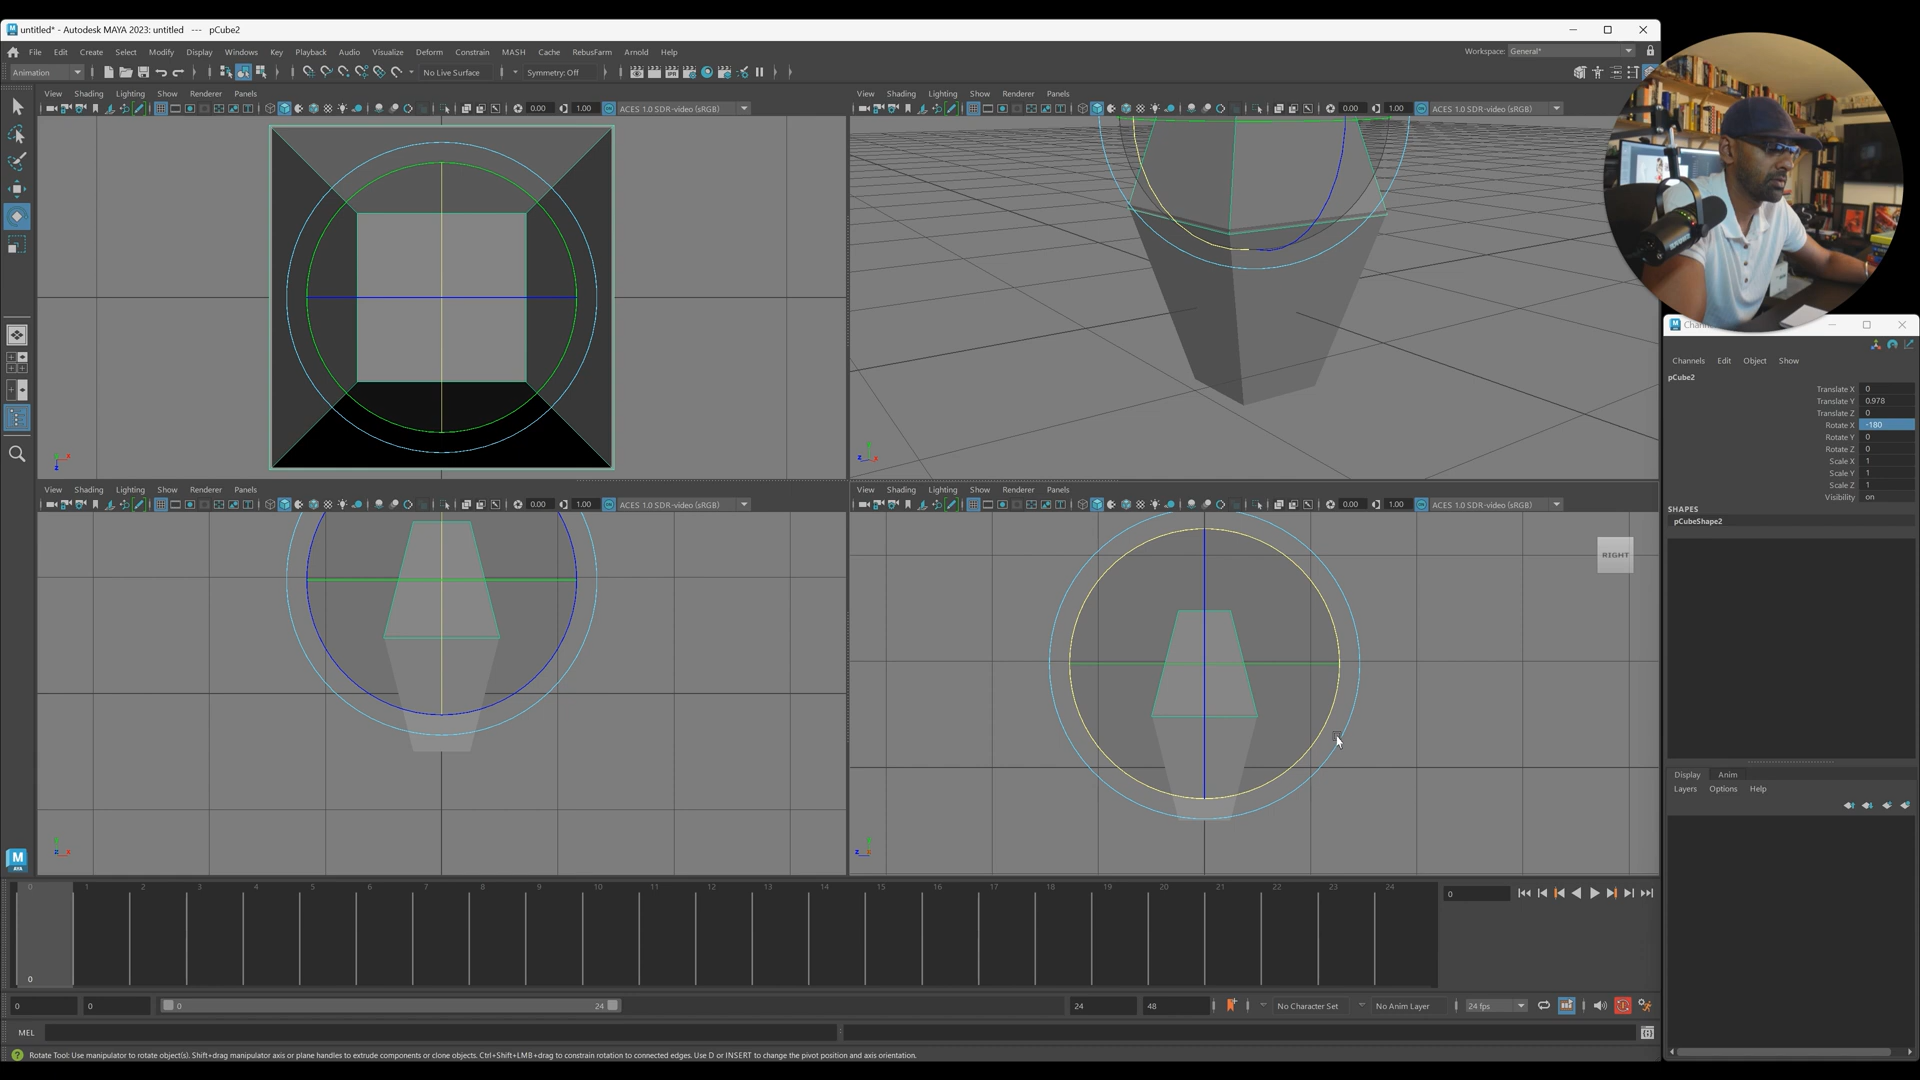 untitled* - Autodesk MAYA 2023: untitled --- pCube2
File Edit Create Select Modify Display Windows Key Playback Audio Visualize Deform Constrain MASH Cache RebusFarm Arnold Help
Workspace: General*
Animation No Live Surface Symmetry: Off
View Shading Lighting Show Renderer Panels
0.00 1.00 ACES 1.0 SDR-video (sRGB)
View Shading Lighting Show Renderer Panels
0.00 1.00 ACES 1.0 SDR-video (sRGB)
View Shading Lighting Show Renderer Panels
0.00 1.00 ACES 1.0 SDR-video (sRGB)
View Shading Lighting Show Renderer Panels
0.00 1.00 ACES 1.0 SDR-video (sRGB)
RIGHT
Channels Edit Object Show
pCube2
Translate X 0
Translate Y 0.978
Translate Z 0
Rotate X -180
Rotate Y 0
Rotate Z 0
Scale X 1
Scale Y 1
Scale Z 1
Visibility on
SHAPES
pCubeShape2
Display Anim
Layers Options Help
0 1 2 3 4 5 6 7 8 9 10 11 12 13 14 15 16 17 18 19 20 21 22 23 24
0
0
0 0 0 24 24 48 No Character Set No Anim Layer 24 fps
MEL
Rotate Tool: Use manipulator to rotate object(s). Shift+drag manipulator axis or plane handles to extrude components or clone objects. Ctrl+Shift+LMB+drag to constrain rotation to connected edges. Use D or INSERT to change the pivot position and axis orientation.